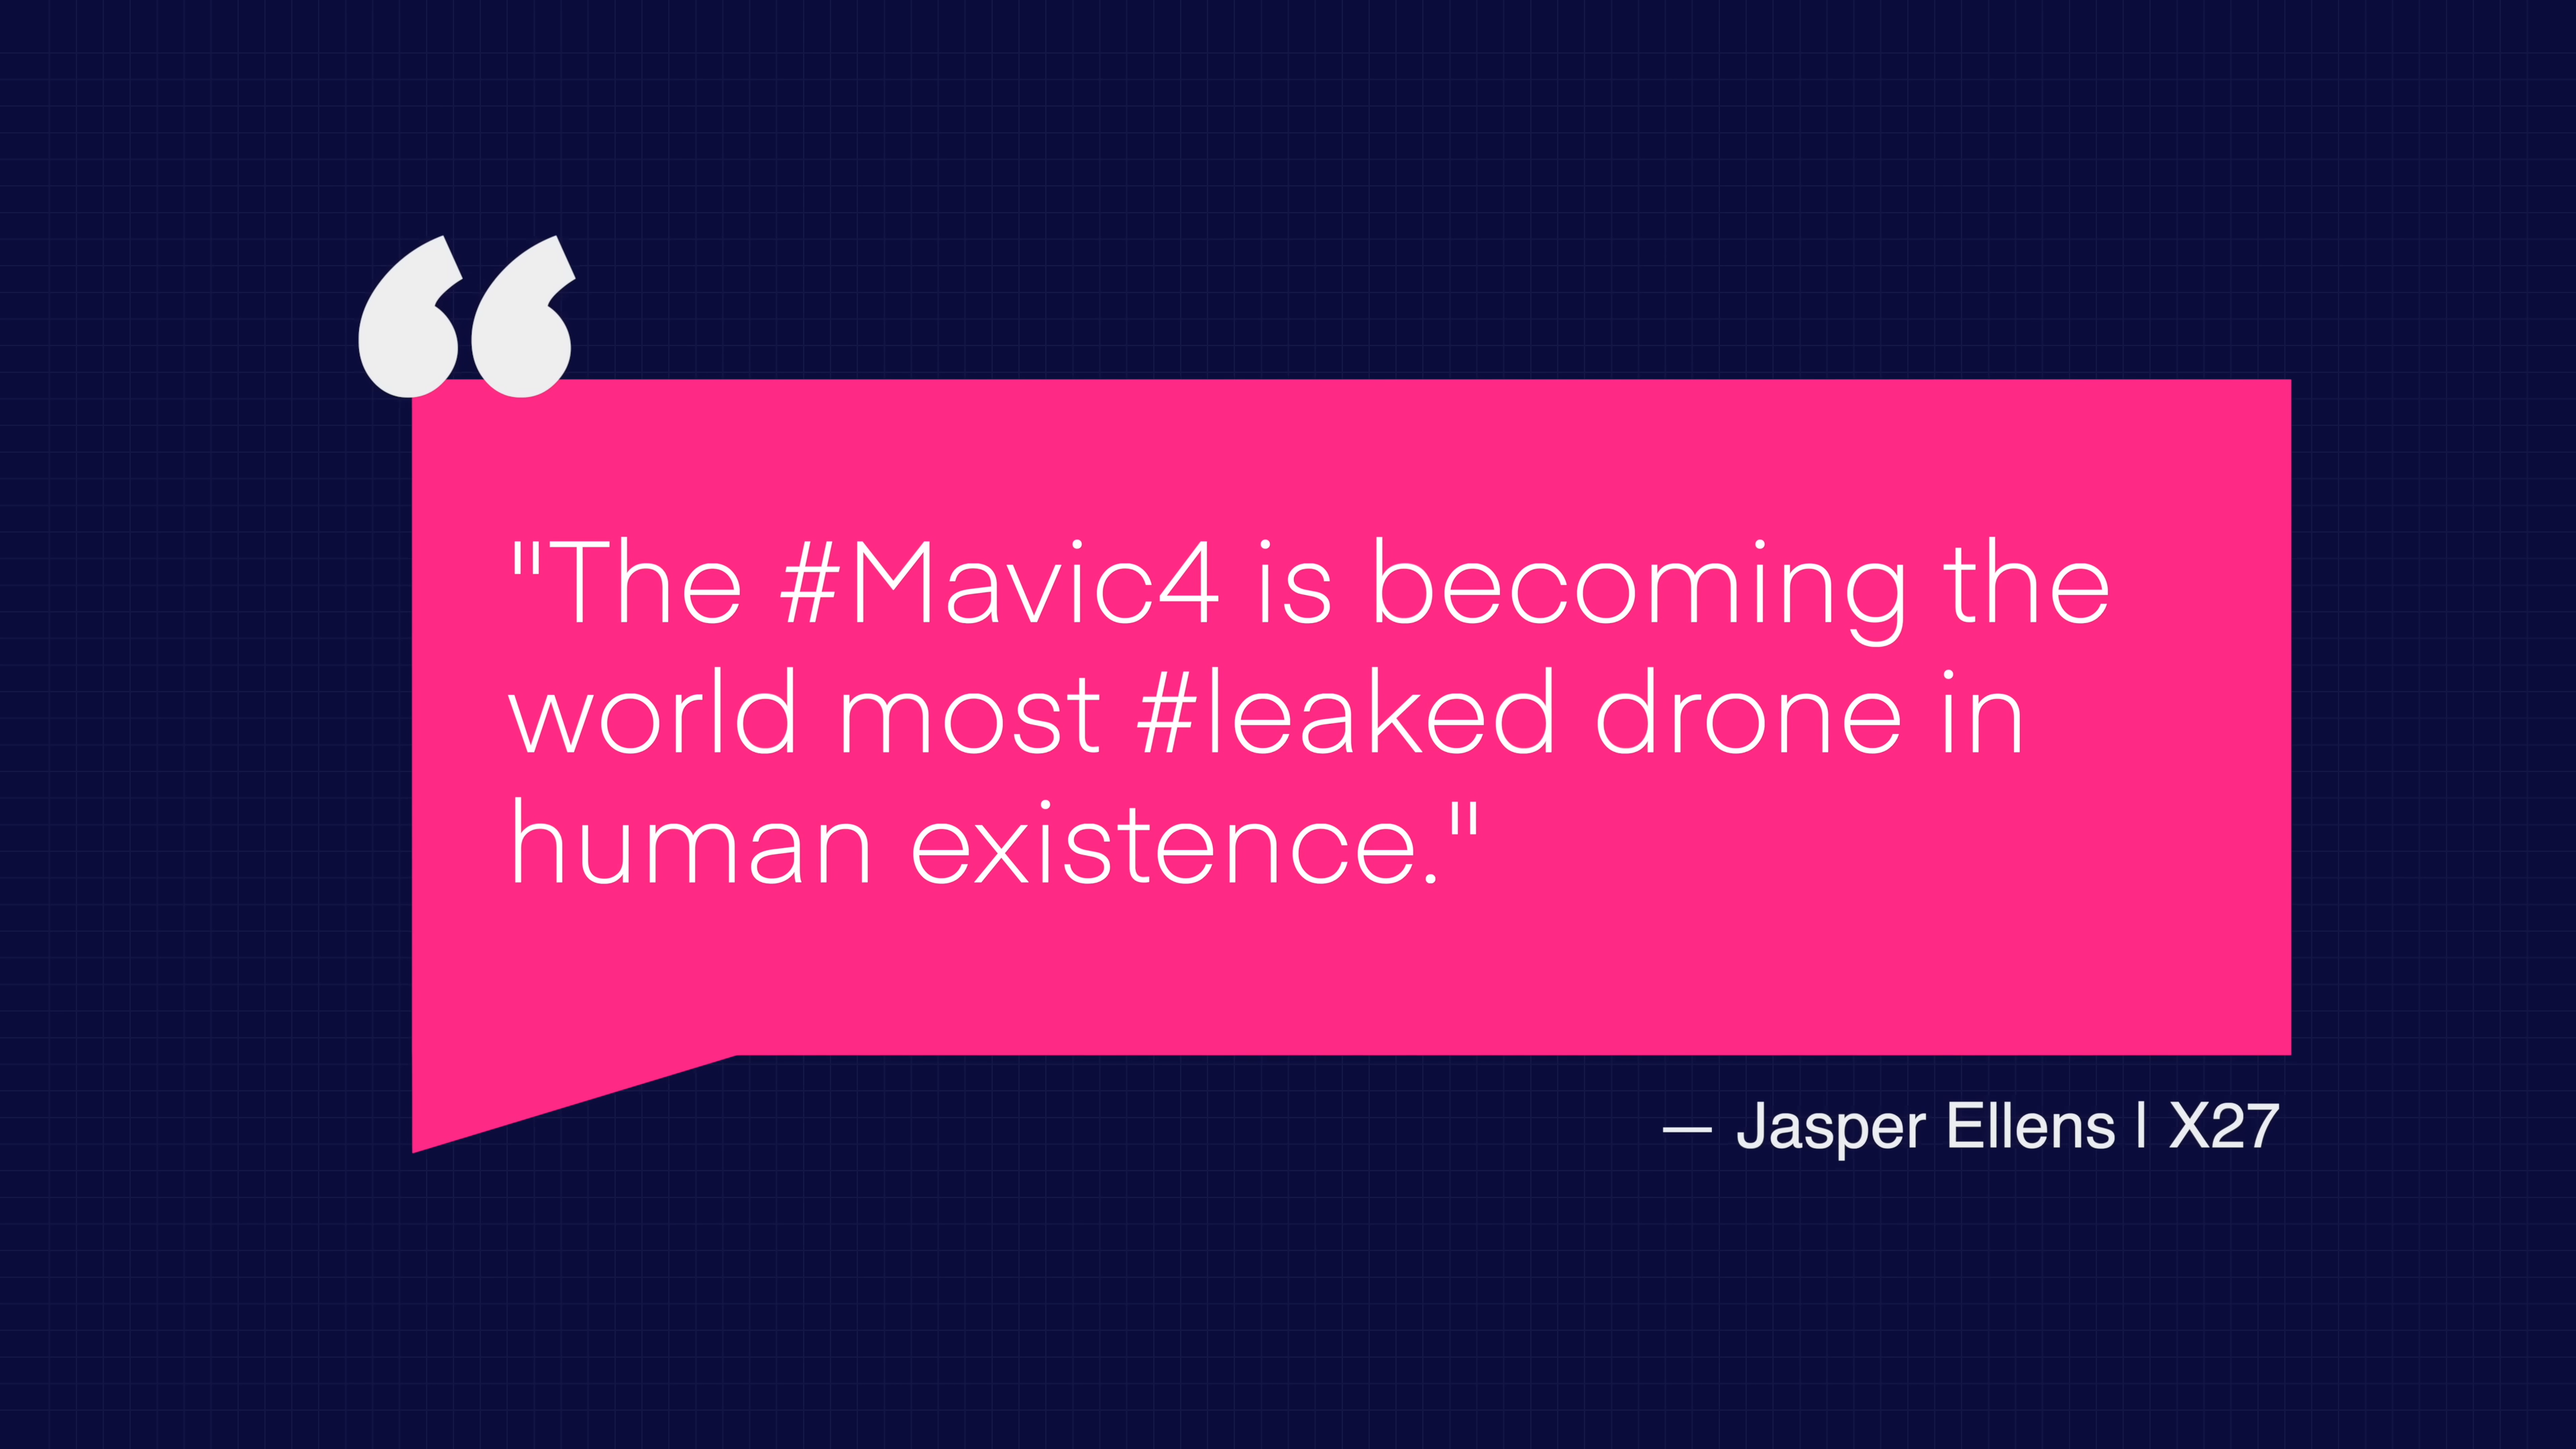 "The #Mavic4 is becoming the
world most #leaked drone in
human existence."
— Jasper Ellens | X27